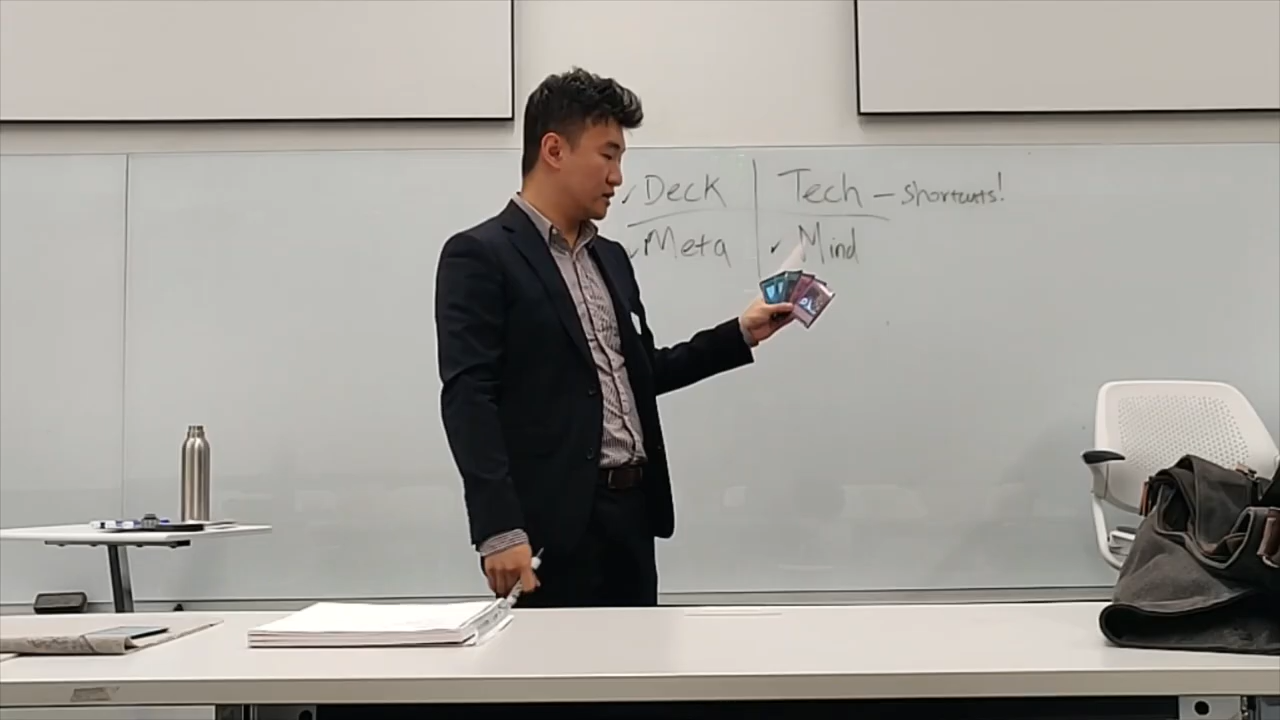 ✓ Deck | Tech - shortcuts!
✓ Meta | ✓ Mind